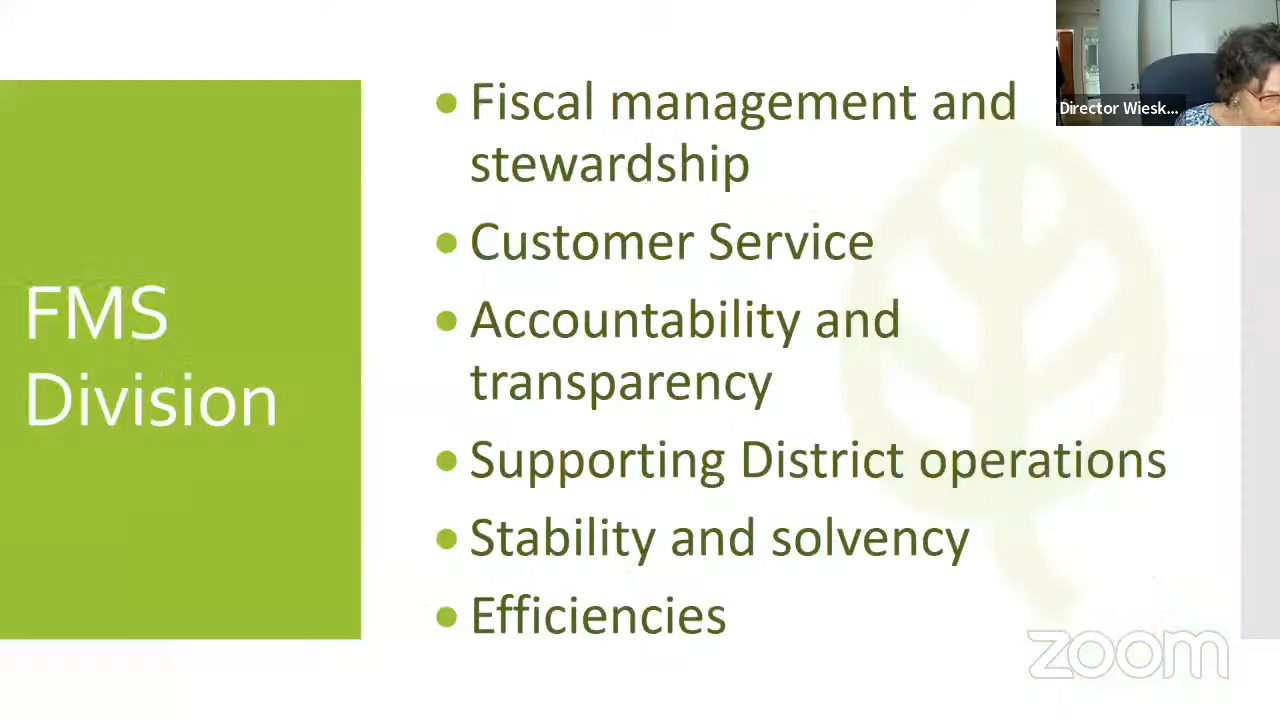 Director Wiesk...
FMS
Division
• Fiscal management and
stewardship
• Customer Service
• Accountability and
transparency
• Supporting District operations
• Stability and solvency
• Efficiencies
zoom